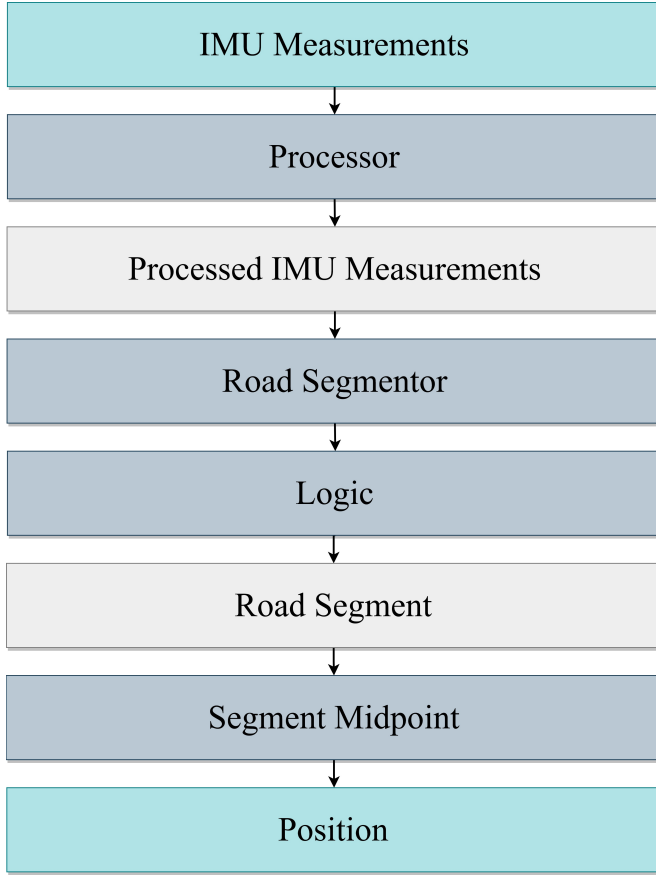 IMU Measurements
Processor
Processed IMU Measurements
Road Segmentor
Logic
Road Segment
Segment Midpoint
Position